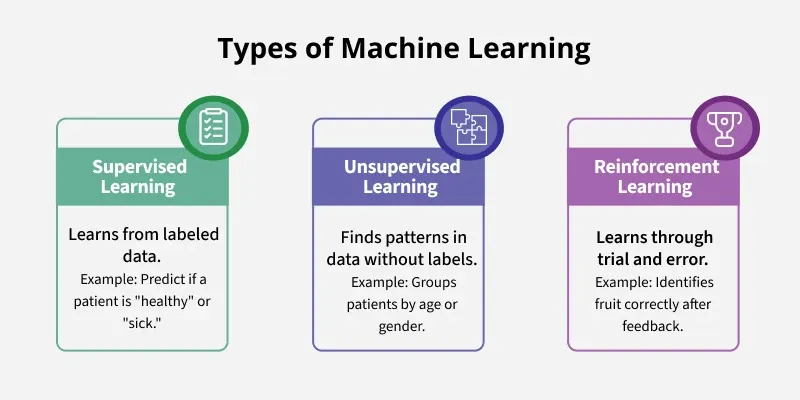 Types of Machine Learning
Supervised
Learning
Learns from labeled
data.
Example: Predict if a
patient is "healthy" or
"sick."
Unsupervised
Learning
Finds patterns in
data without labels.
Example: Groups
patients by age or
gender.
Reinforcement
Learning
Learns through
trial and error.
Example: Identifies
fruit correctly after
feedback.